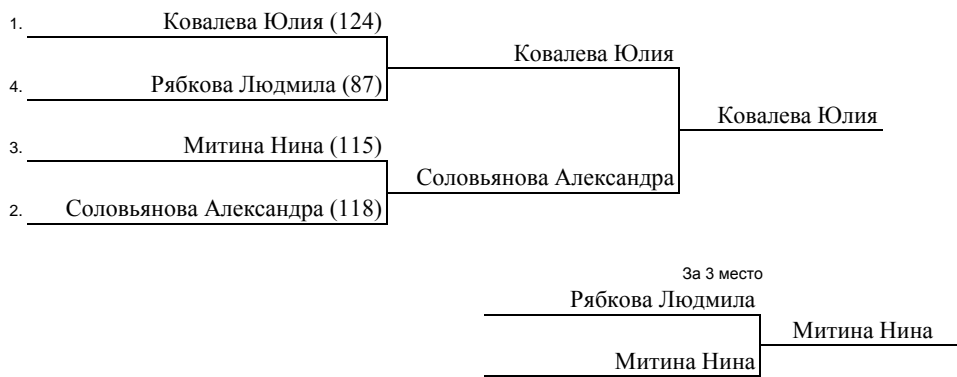 1. Ковалева Юлия (124)
Ковалева Юлия
4. Рябкова Людмила (87)
Ковалева Юлия
3. Митина Нина (115)
Соловьянова Александра
2. Соловьянова Александра (118)
За 3 место
Рябкова Людмила
Митина Нина
Митина Нина